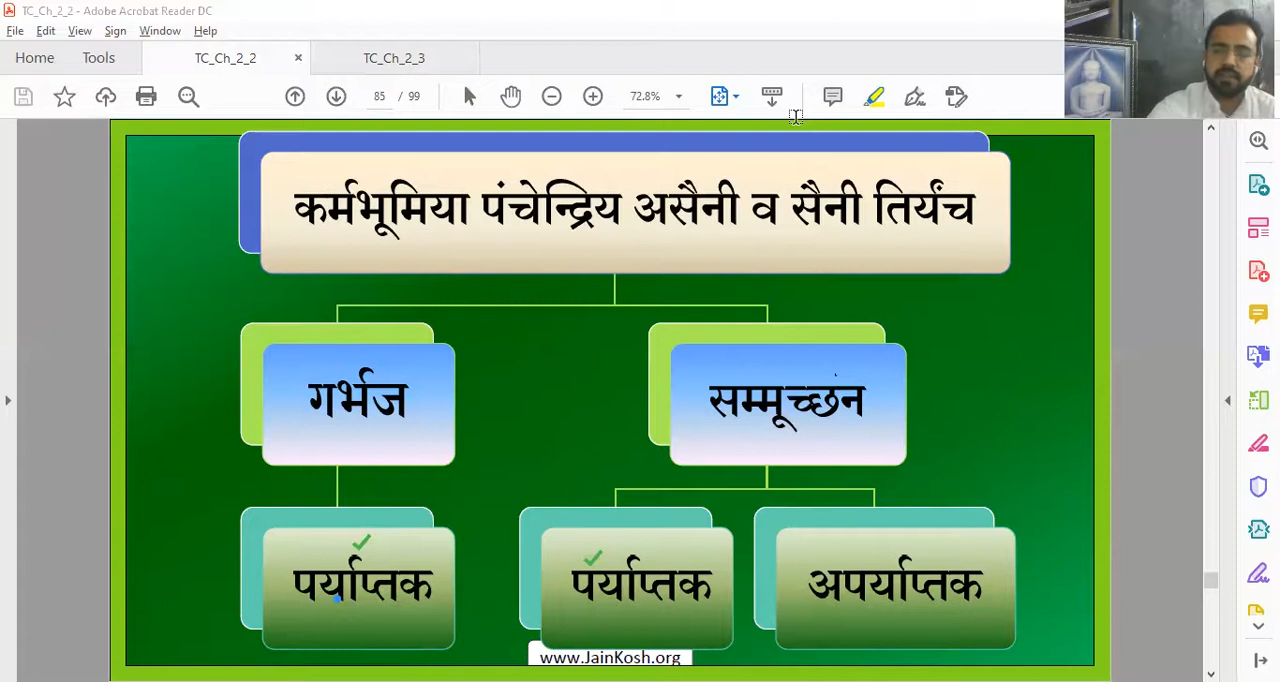 TC_Ch_2_2 - Adobe Acrobat Reader DC
File Edit View Sign Window Help
Home Tools TC_Ch_2_2 × TC_Ch_2_3
85 / 99 72.8%
कर्मभूमिया पंचेन्द्रिय असैनी व सैनी तिर्यंच
गर्भज सम्मूर्च्छन
पर्याप्तक पर्याप्तक अपर्याप्तक
www.JainKosh.org